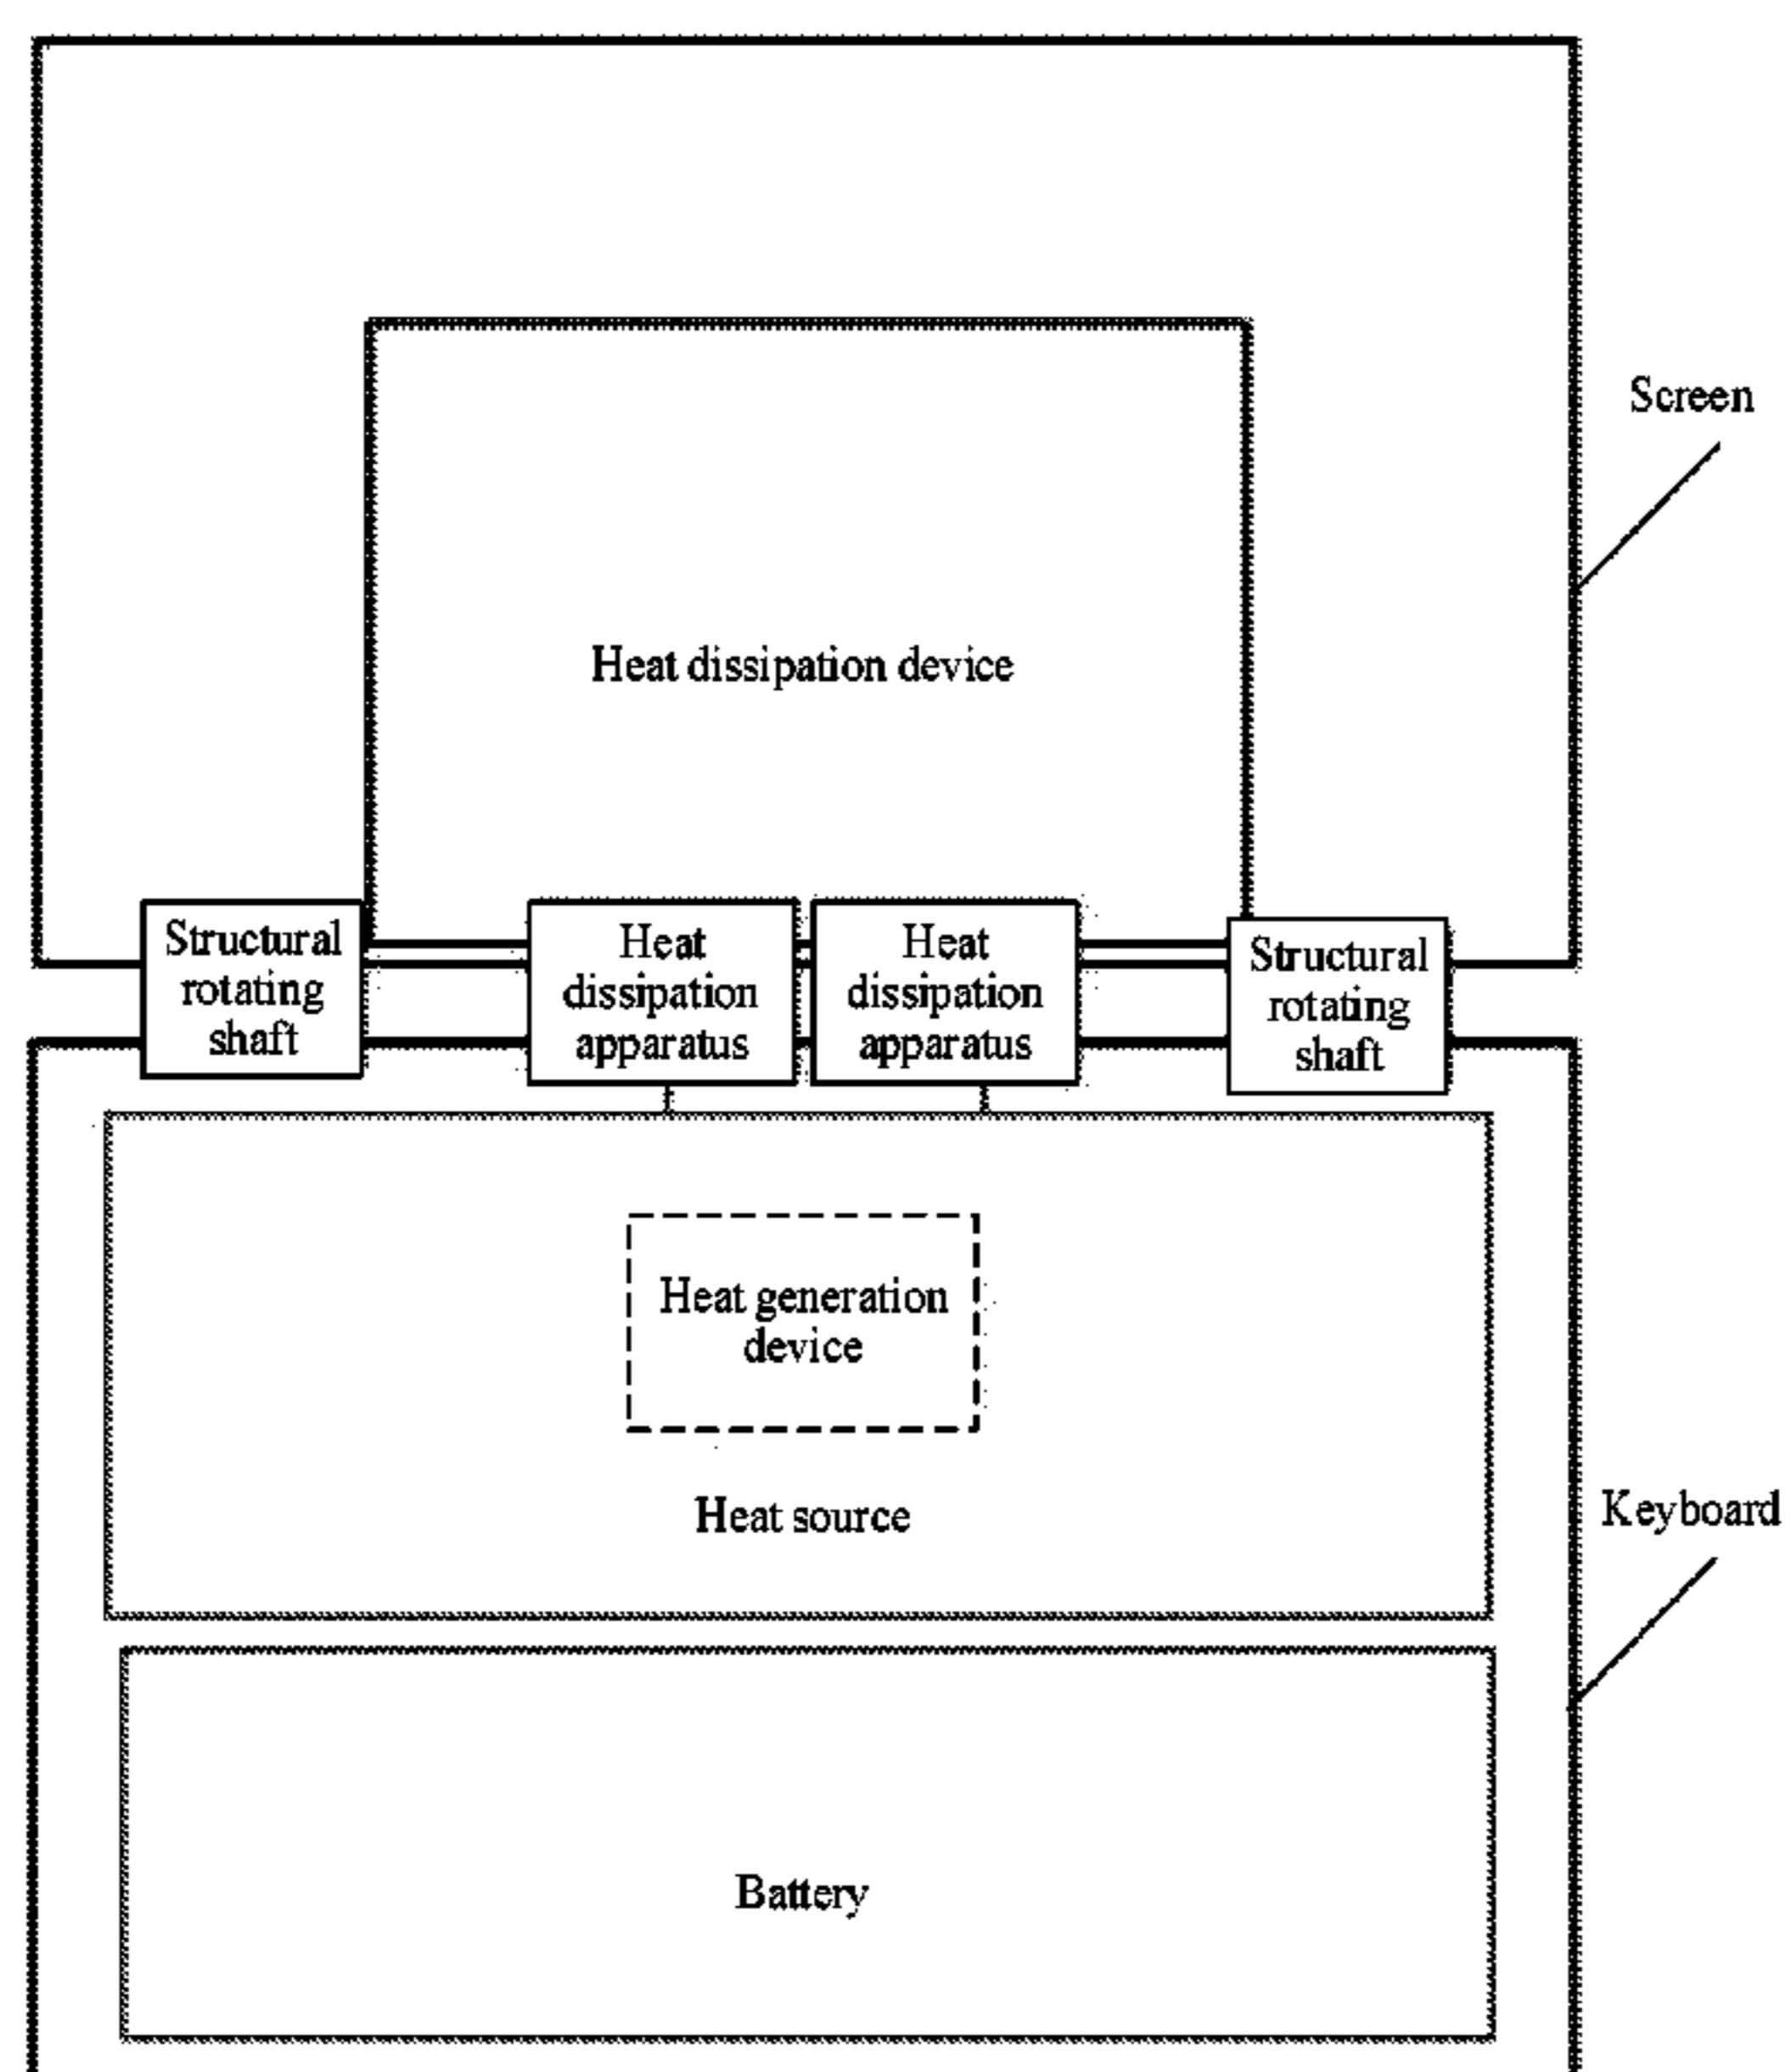 Screen
Heat dissipation device
Structural
rotating
shaft
Heat
dissipation
apparatus
Heat
dissipation
apparatus
Structural
rotating
shaft
Heat generation
device
Heat source
Keyboard
Battery